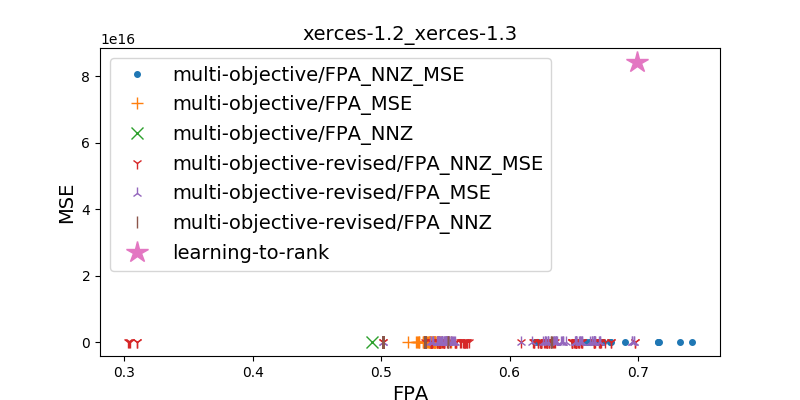 xerces-1.2_xerces-1.3
1e16
8
6
4
2
0
MSE
multi-objective/FPA_NNZ_MSE
multi-objective/FPA_MSE
multi-objective/FPA_NNZ
multi-objective-revised/FPA_NNZ_MSE
multi-objective-revised/FPA_MSE
multi-objective-revised/FPA_NNZ
learning-to-rank
0.3 0.4 0.5 0.6 0.7
FPA